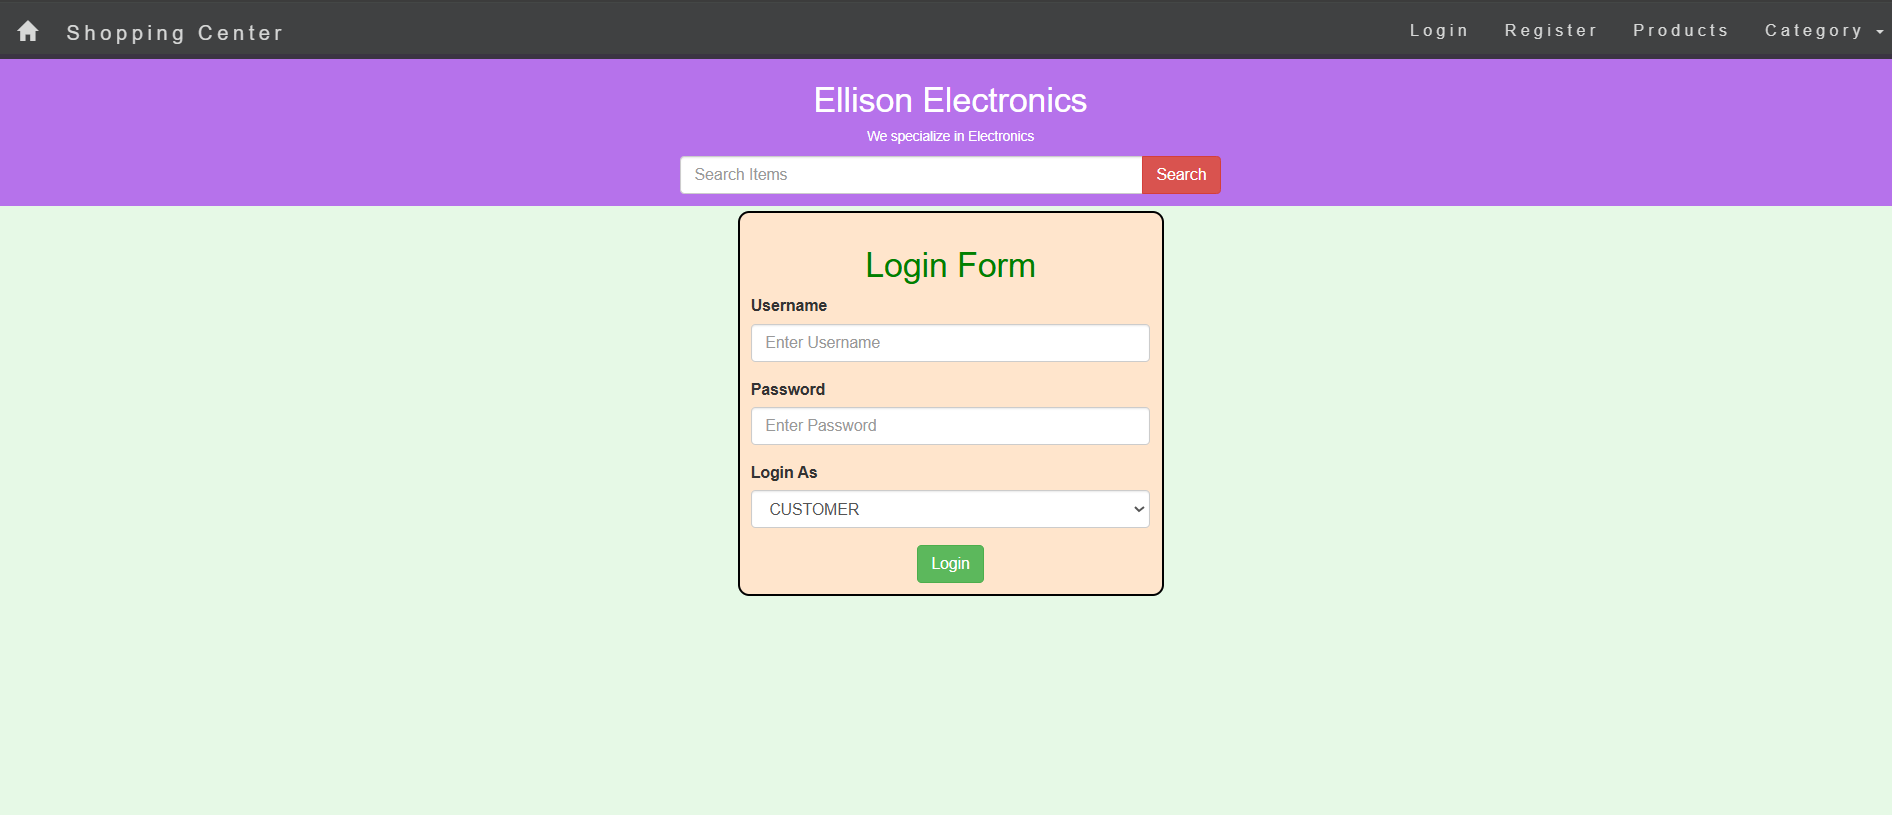 Shopping Center Login Register Products Category
Ellison Electronics
We specialize in Electronics
Search Items Search
Login Form
Username
Enter Username
Password
Enter Password
Login As
CUSTOMER
Login